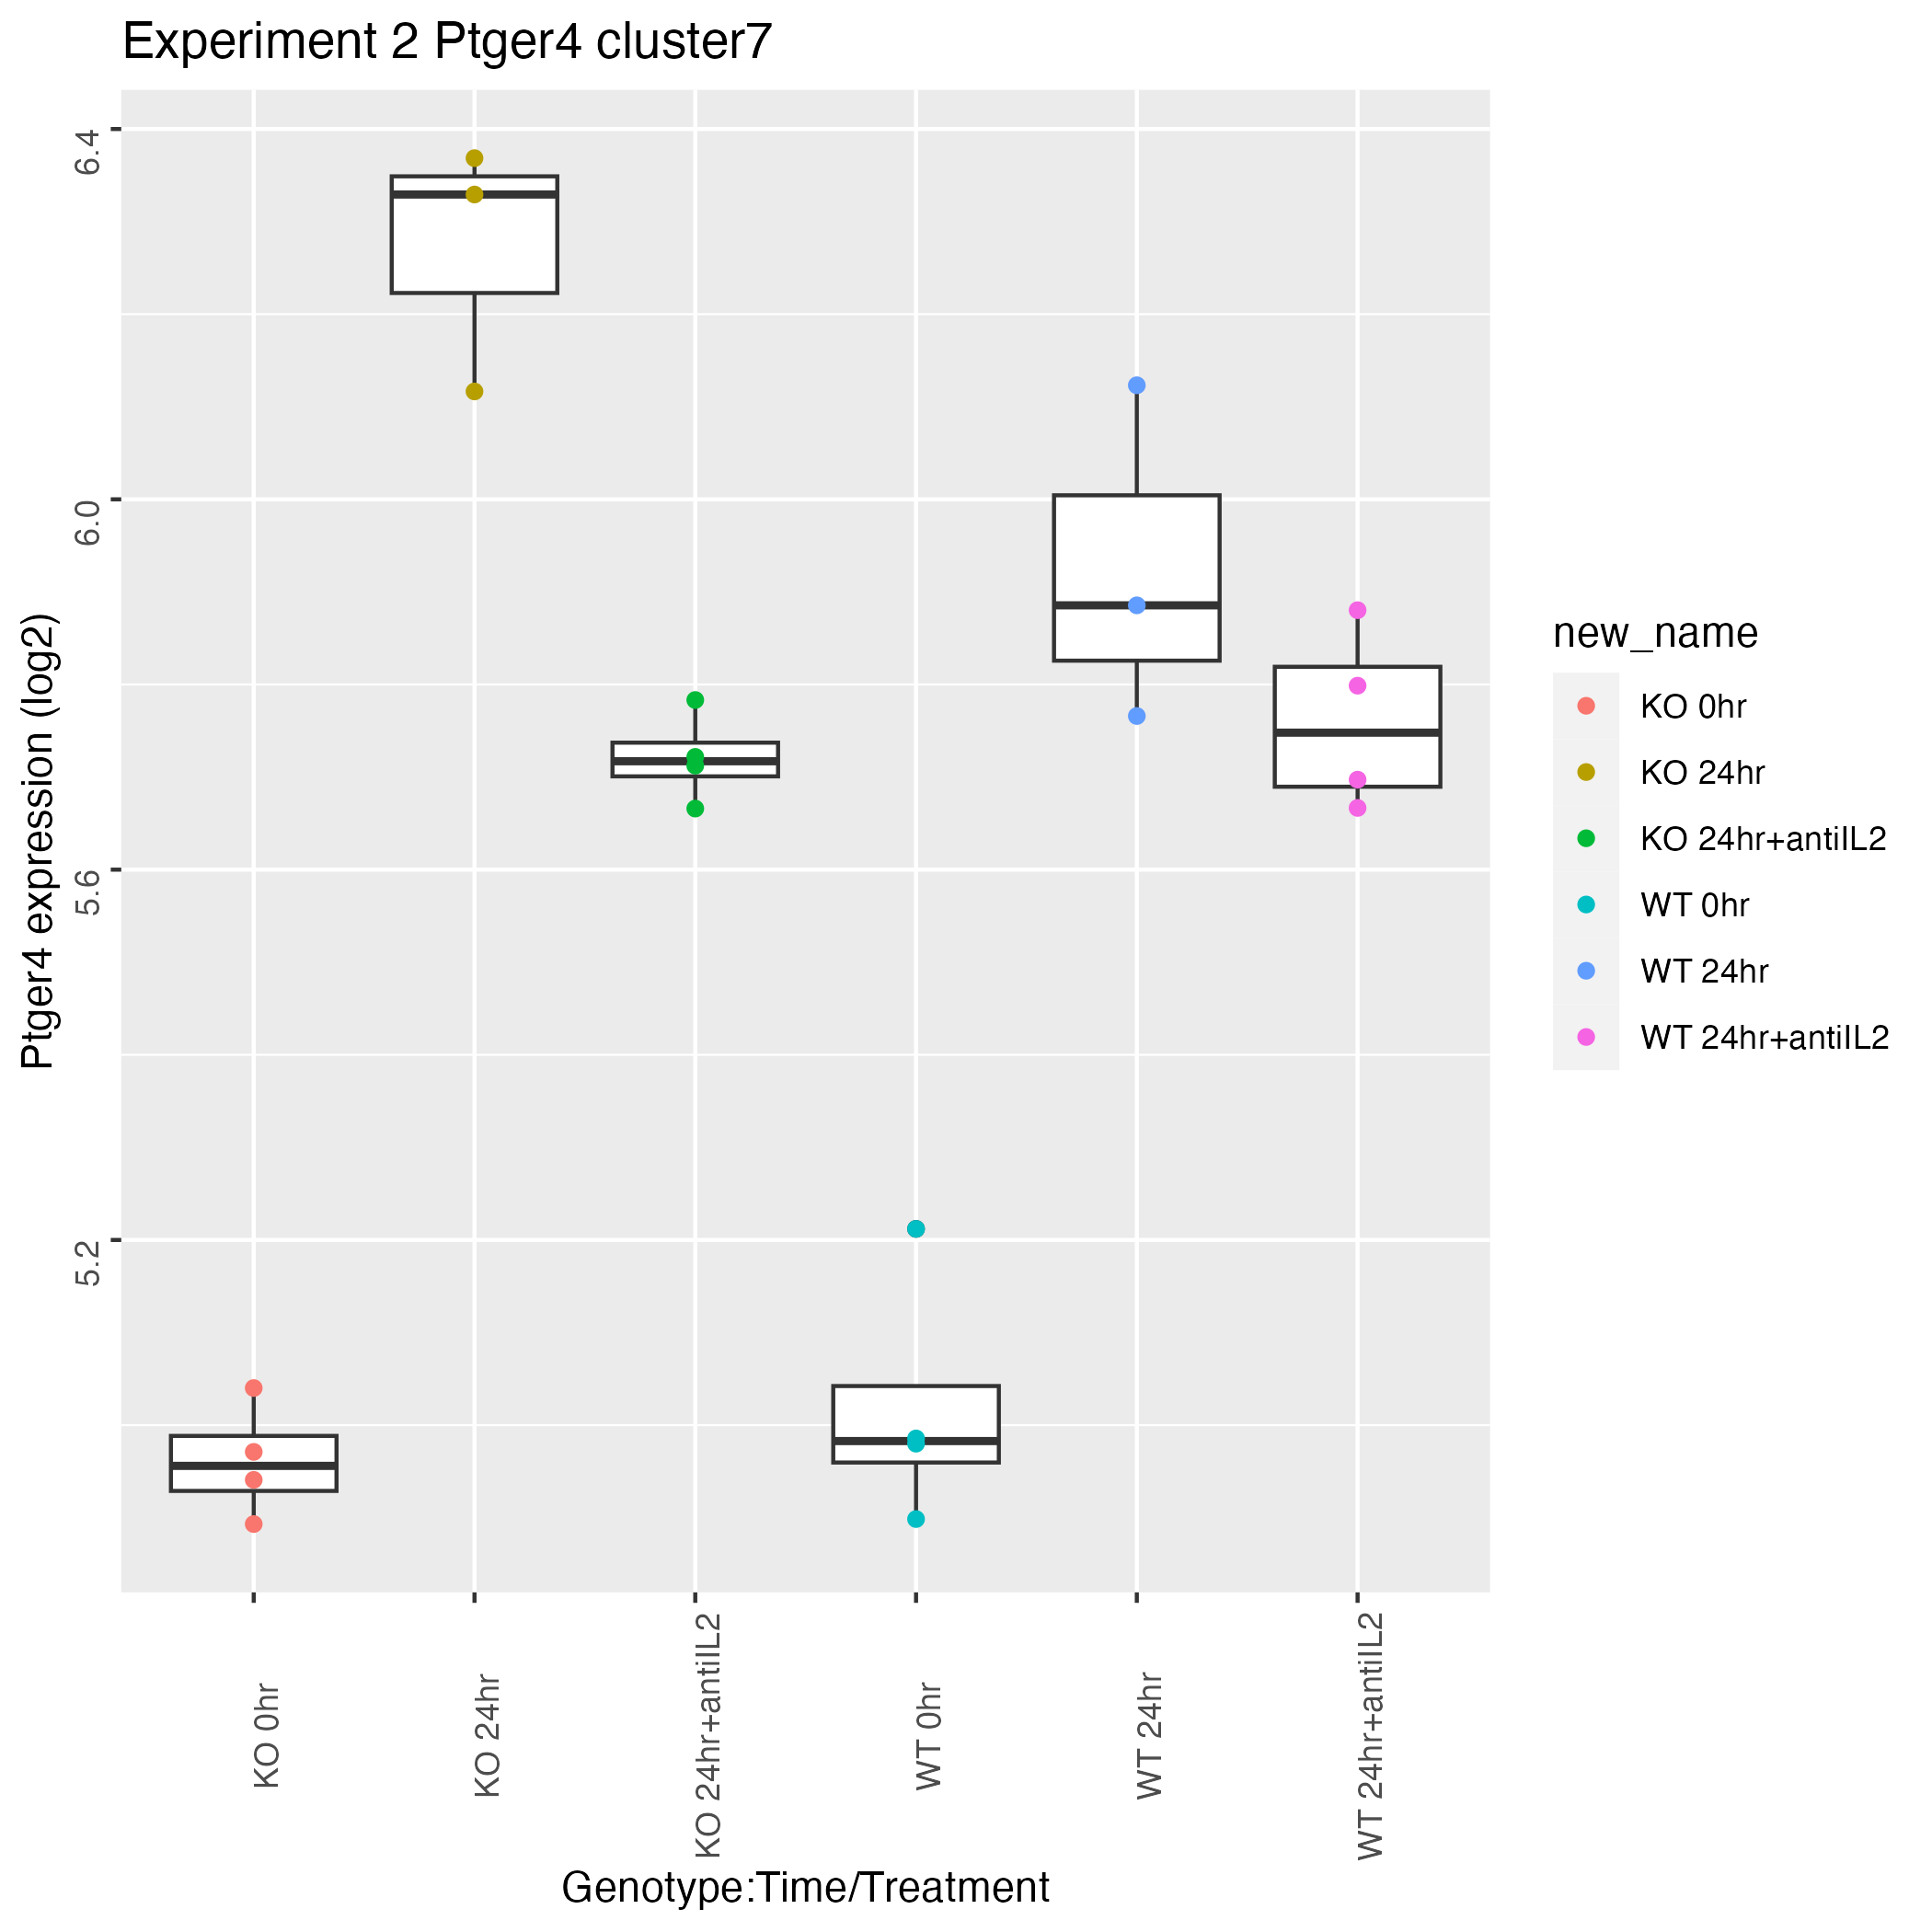 Experiment 2 Ptger4 cluster7
Ptger4 expression (log2)
6.4
6.0
5.6
5.2
KO 0hr
KO 24hr
KO 24hr+antiIL2
WT 0hr
WT 24hr
WT 24hr+antiIL2
Genotype:Time/Treatment
new_name
KO 0hr
KO 24hr
KO 24hr+antiIL2
WT 0hr
WT 24hr
WT 24hr+antiIL2